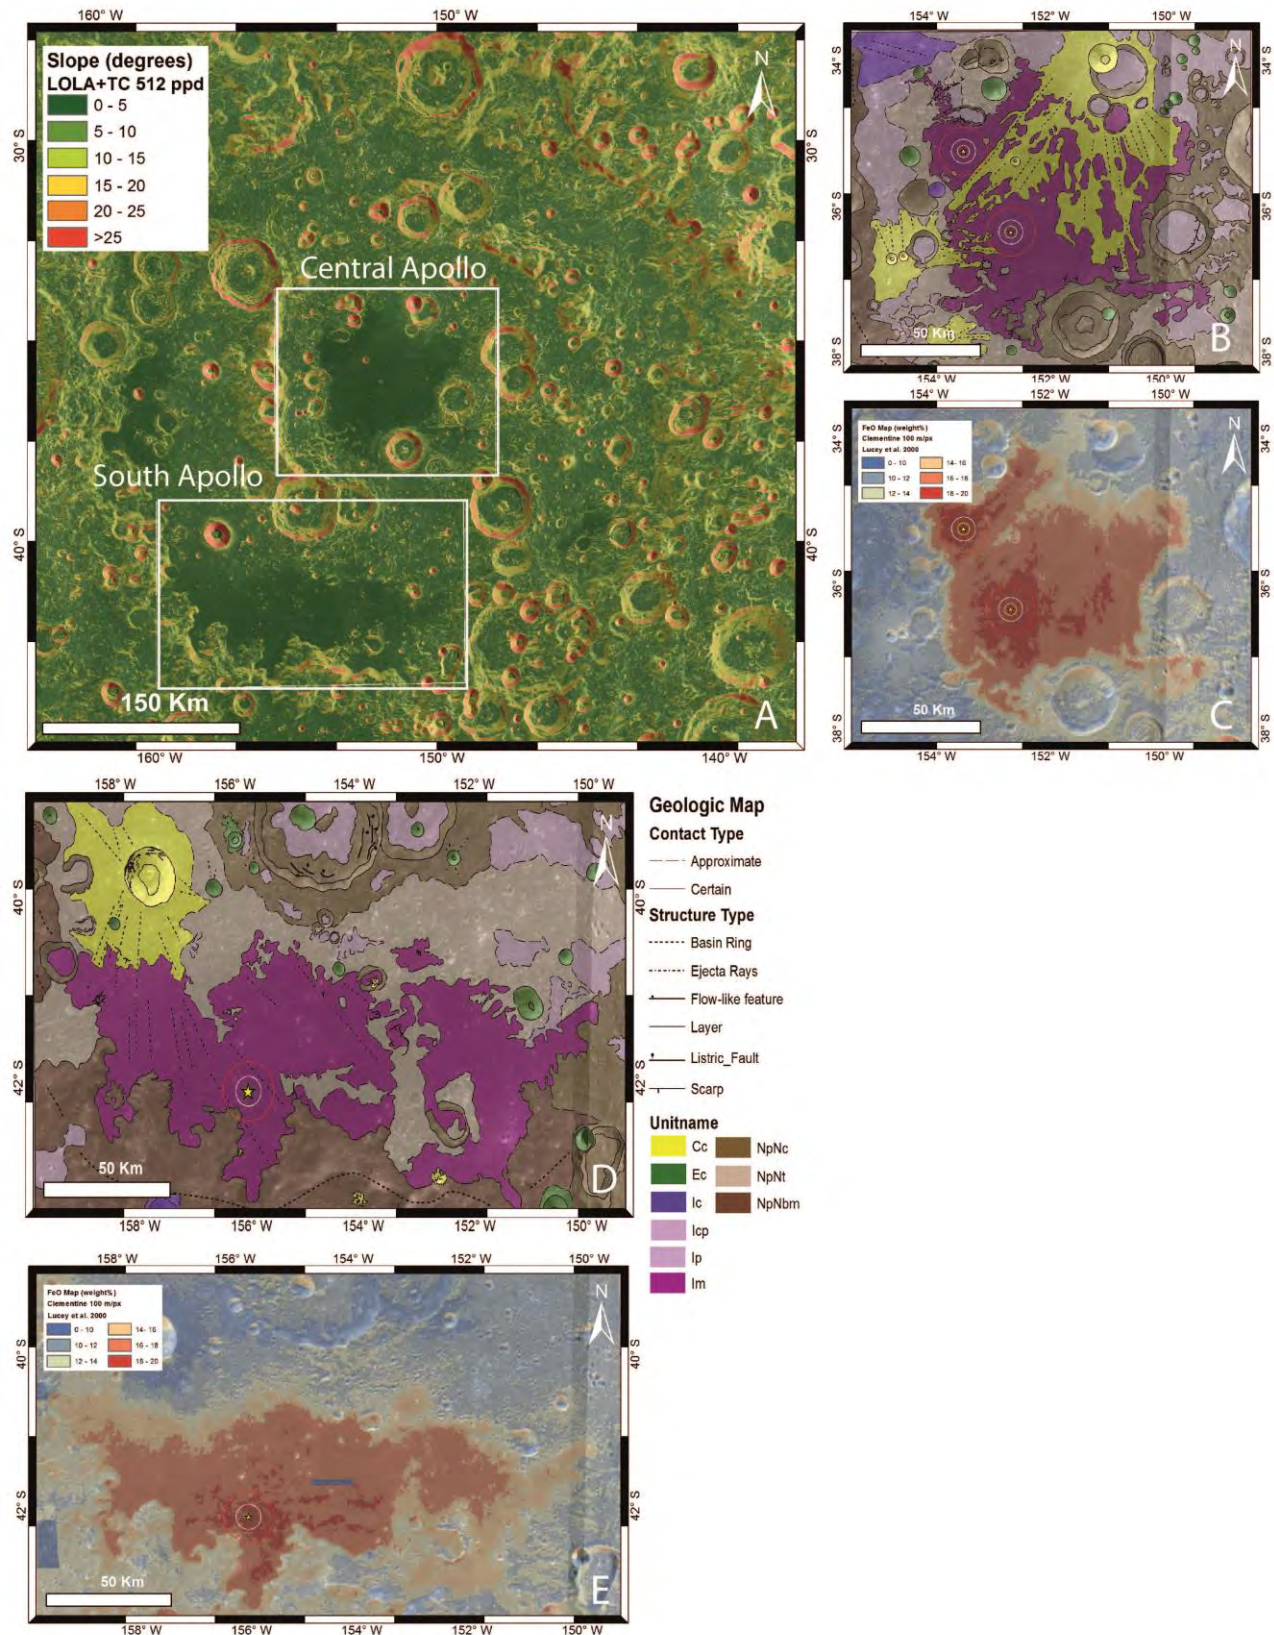 160° W 150° W
Slope (degrees)
LOLA+TC 512 ppd
0 - 5
5 - 10
10 - 15
15 - 20
20 - 25
>25
N
30° S
30° S
Central Apollo
South Apollo
40° S
40° S
150 Km
A
160° W 150° W 140° W
154° W 152° W 150° W
34° S
34° S
N
36° S
36° S
38° S
38° S
50 Km
B
154° W 152° W 150° W
FeO Map (weight%)
Clementine 100 m/px
Lucey et al. 2000
0 - 10 14- 16
10 - 12 16 - 18
12 - 14 18 - 20
N
34° S
34° S
36° S
36° S
38° S
38° S
50 Km
C
154° W 152° W 150° W
158° W 156° W 154° W 152° W 150° W
N
40° S
40° S
42° S
42° S
50 Km
D
158° W 156° W 154° W 152° W 150° W
Geologic Map
Contact Type
Approximate
Certain
Structure Type
Basin Ring
Ejecta Rays
Flow-like feature
Layer
Listric_Fault
Scarp
Unitname
Cc NpNc
Ec NpNt
Ic NpNbm
Icp
Ip
Im
158° W 156° W 154° W 152° W 150° W
FeO Map (weight%)
Clementine 100 m/px
Lucey et al. 2000
0 - 10 14- 16
10 - 12 16 - 18
12 - 14 18 - 20
N
40° S
40° S
42° S
42° S
50 Km
E
158° W 156° W 154° W 152° W 150° W